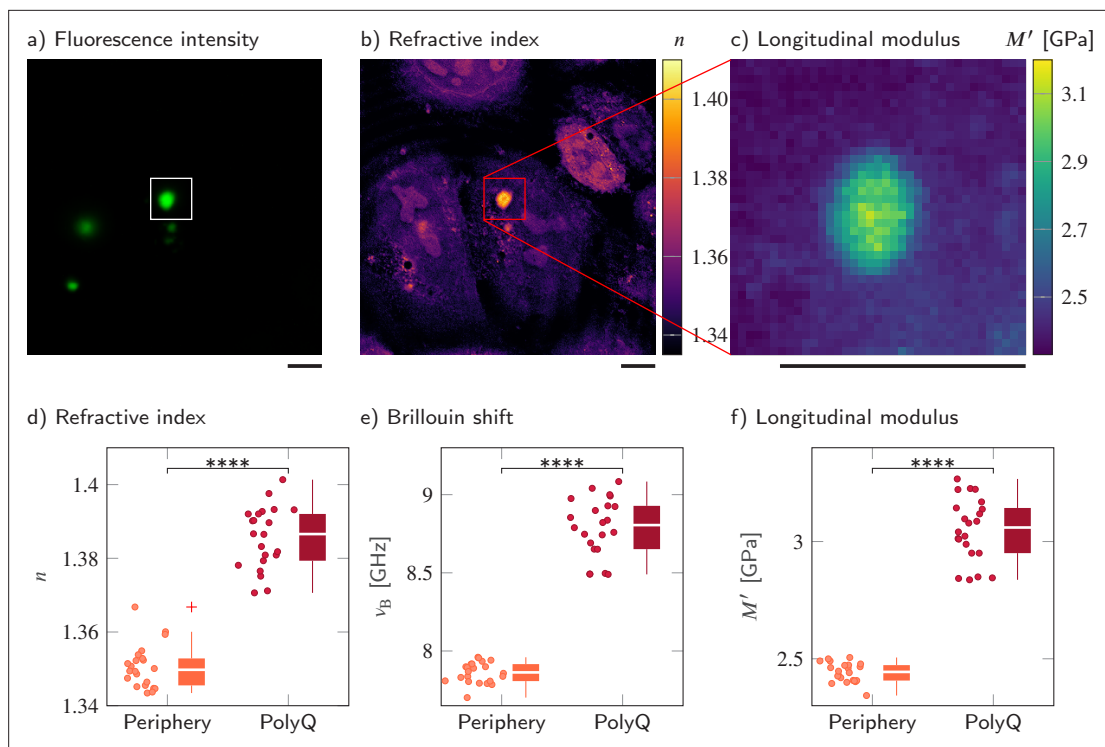 a) Fluorescence intensity
b) Refractive index
n
c) Longitudinal modulus
M′ [GPa]
1.40
1.38
1.36
1.34
3.1
2.9
2.7
2.5
d) Refractive index
e) Brillouin shift
f) Longitudinal modulus
****
1.4
1.38
1.36
1.34
n
Periphery
PolyQ
****
9
8.5
8
νB [GHz]
Periphery
PolyQ
****
3
2.5
M′ [GPa]
Periphery
PolyQ